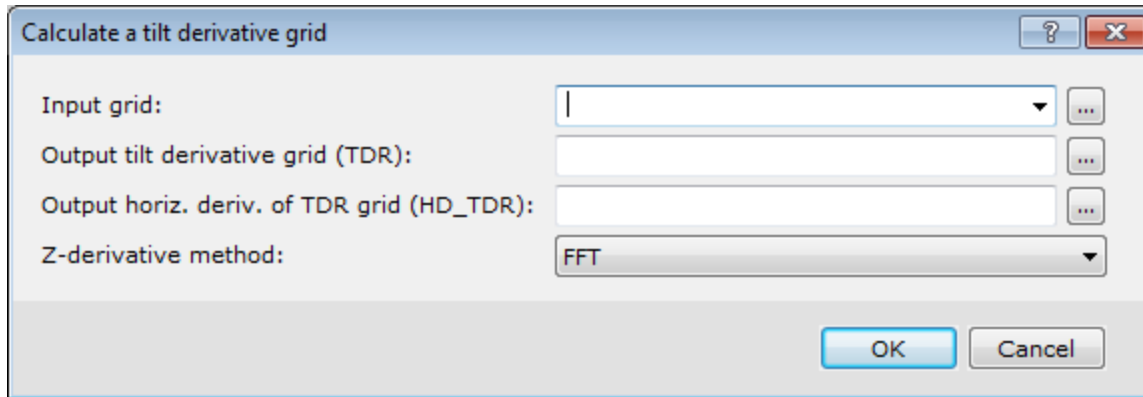 Calculate a tilt derivative grid
?
Input grid:
...
Output tilt derivative grid (TDR):
...
Output horiz. deriv. of TDR grid (HD_TDR):
...
Z-derivative method:
FFT
OK
Cancel